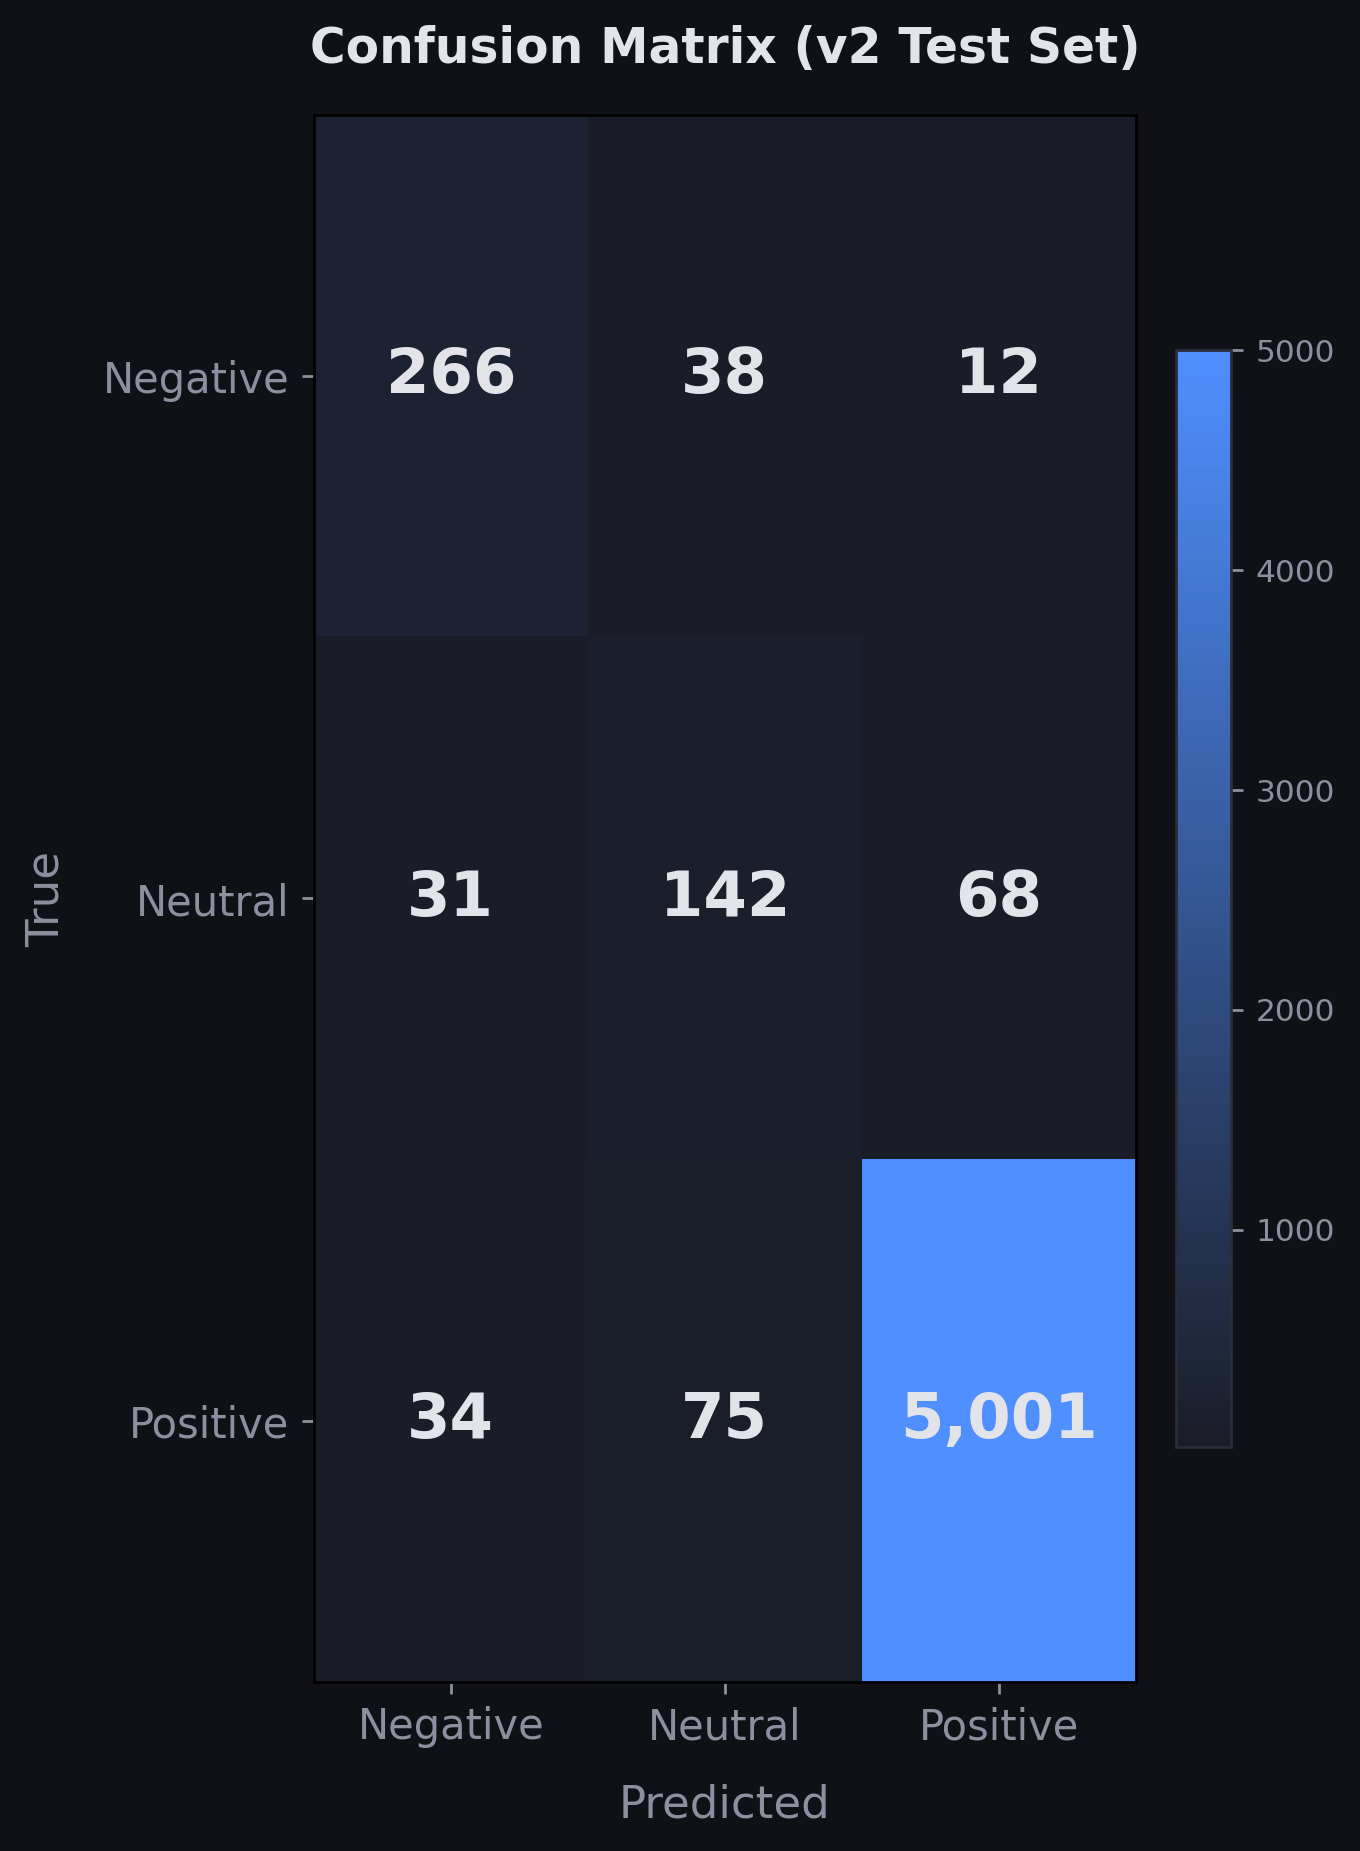 Confusion Matrix (v2 Test Set)
Negative 266 38 12
Neutral 31 142 68
Positive 34 75 5,001
Negative Neutral Positive
Predicted
True
5000
4000
3000
2000
1000